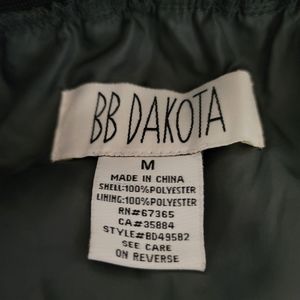 BB DAKOTA
M
MADE IN CHINA
SHELL:100%POLYESTER
LINING:100%POLYESTER
RN#67365
CA#35884
STYLE#BD49582
SEE CARE
ON REVERSE